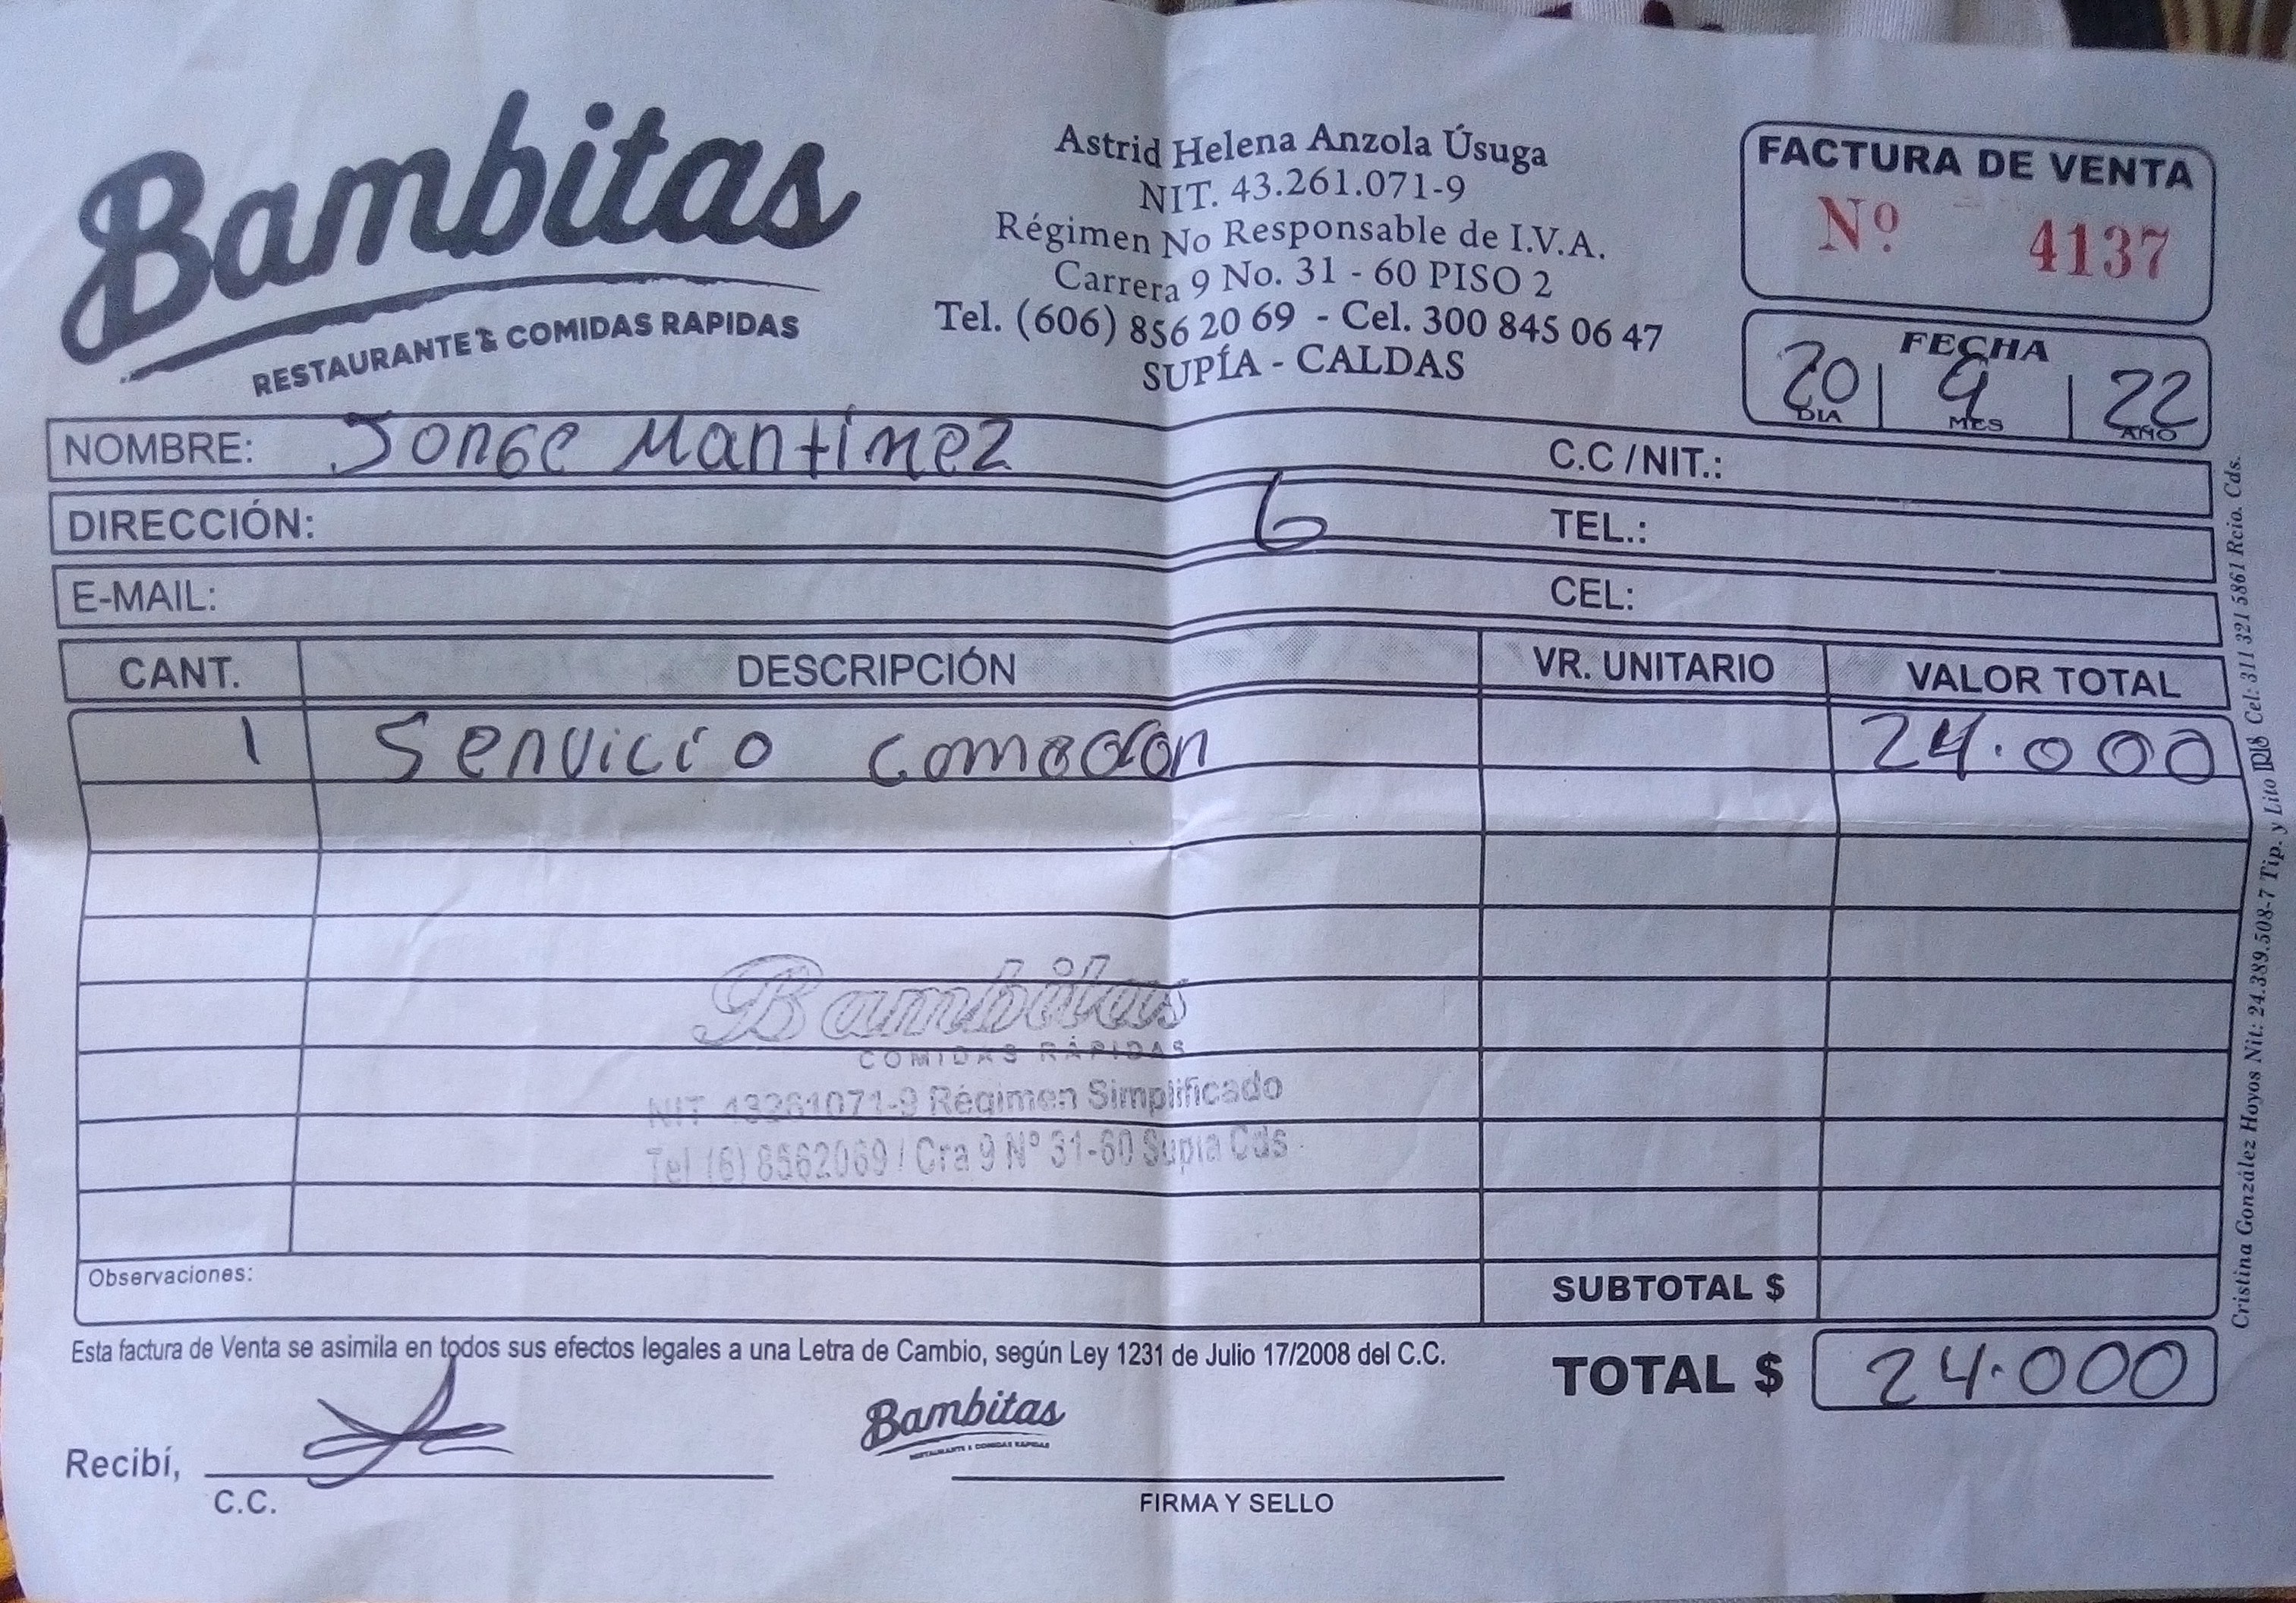 Bambitas
RESTAURANTE & COMIDAS RAPIDAS
Astrid Helena Anzola Úsuga
NIT. 43.261.071-9
Régimen No Responsable de I.V.A.
Carrera 9 No. 31 - 60 PISO 2
Tel. (606) 856 20 69 - Cel. 300 845 06 47
SUPÍA - CALDAS
FACTURA DE VENTA
Nº 4137
FECHA
20 9 22
DIA MES AÑO
NOMBRE: Jorge Martínez C.C /NIT.:
DIRECCIÓN: 6 TEL.:
E-MAIL: CEL:
CANT. DESCRIPCIÓN VR. UNITARIO VALOR TOTAL
1 Servicio comedor 24.000
Bambitas
COMIDAS RÁPIDAS
NIT 43261071-9 Régimen Simplificado
Tel (6) 8562069 / Cra 9 Nº 31-60 Supia Cds
Observaciones:
SUBTOTAL $
Esta factura de Venta se asimila en todos sus efectos legales a una Letra de Cambio, según Ley 1231 de Julio 17/2008 del C.C.
TOTAL $ 24.000
Bambitas
RESTAURANTE & COMIDAS RAPIDAS
Recibí,
C.C.
FIRMA Y SELLO
Cristina González Hoyos Nit: 24.389.508-7 Tip. y Lito IRIS Cel: 311 321 5861 Rcio. Cds.